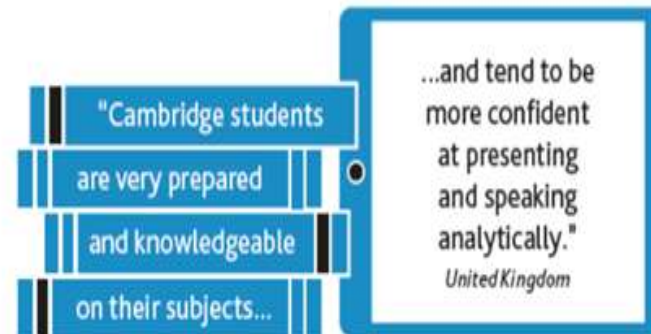 "Cambridge students
are very prepared
and knowledgeable
on their subjects...
...and tend to be
more confident
at presenting
and speaking
analytically."
United Kingdom